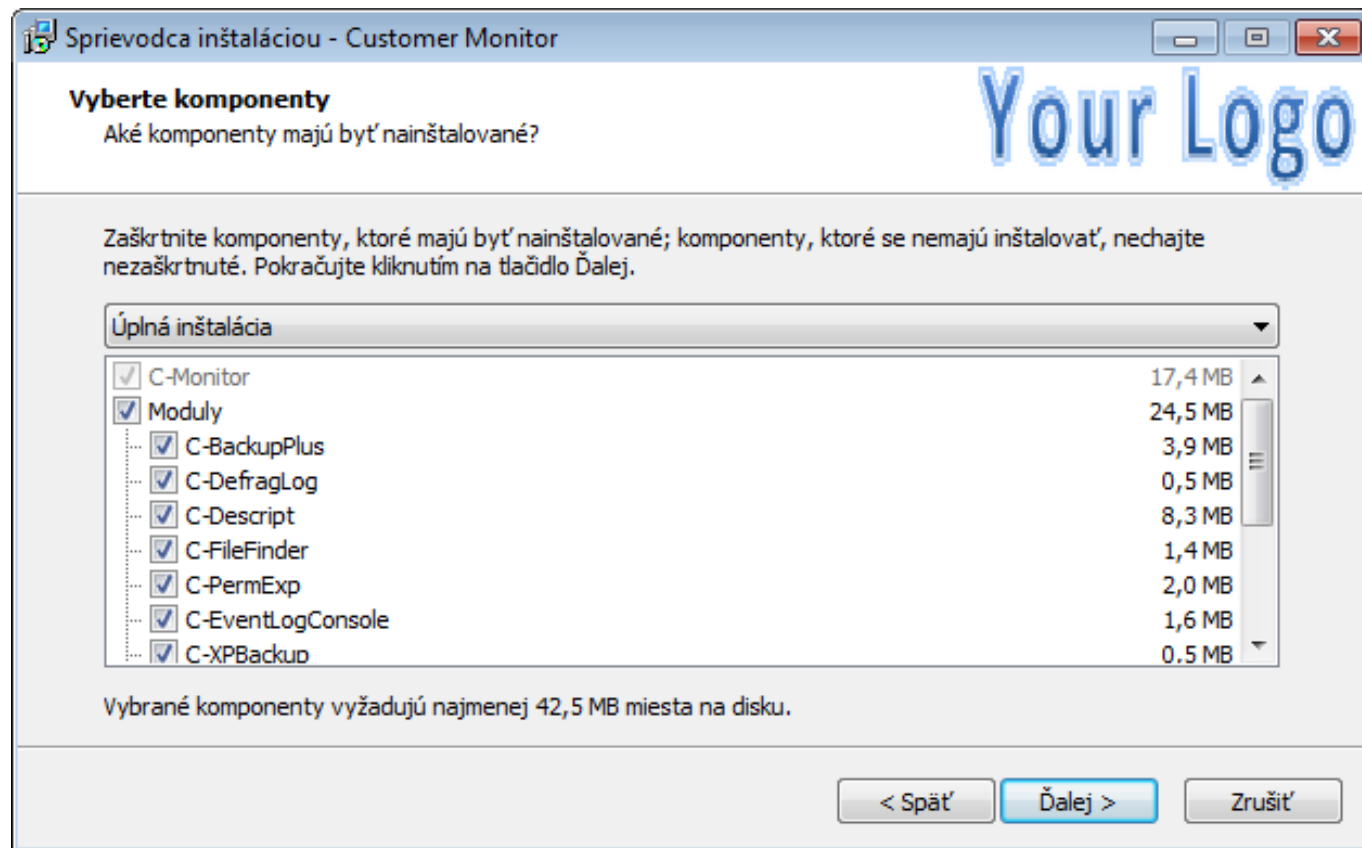 Sprievodca inštaláciou - Customer Monitor
Vyberte komponenty
Aké komponenty majú byť nainštalované?
Your Logo
Zaškrtnite komponenty, ktoré majú byť nainštalované; komponenty, ktoré se nemajú inštalovať, nechajte
nezaškrtnuté. Pokračujte kliknutím na tlačidlo Ďalej.
Úplná inštalácia
C-Monitor 17,4 MB
Moduly 24,5 MB
C-BackupPlus 3,9 MB
C-DefragLog 0,5 MB
C-Descript 8,3 MB
C-FileFinder 1,4 MB
C-PermExp 2,0 MB
C-EventLogConsole 1,6 MB
C-XPBackup 0.5 MB
Vybrané komponenty vyžadujú najmenej 42,5 MB miesta na disku.
< Späť Ďalej > Zrušiť